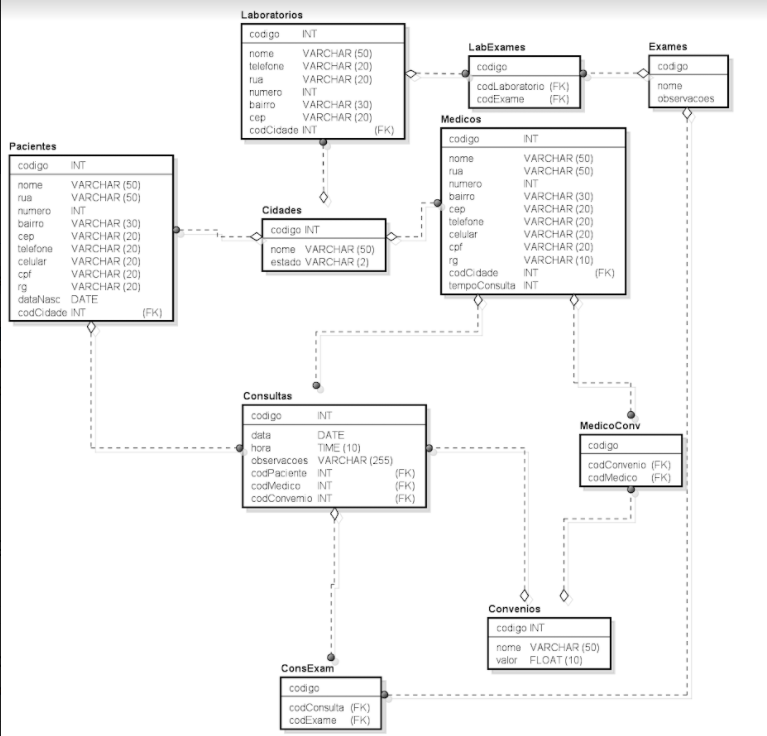 Laboratorios
codigo INT
nome VARCHAR (50)
telefone VARCHAR (20)
rua VARCHAR (20)
numero INT
bairro VARCHAR (30)
cep VARCHAR (20)
codCidade INT (FK)
LabExames
codigo
codLaboratorio (FK)
codExame (FK)
Exames
codigo
nome
observacoes
Medicos
codigo INT
nome VARCHAR (50)
rua VARCHAR (50)
numero INT
bairro VARCHAR (30)
cep VARCHAR (20)
telefone VARCHAR (20)
celular VARCHAR (20)
cpf VARCHAR (20)
rg VARCHAR (10)
codCidade INT (FK)
tempoConsulta INT
Pacientes
codigo INT
nome VARCHAR (50)
rua VARCHAR (50)
numero INT
bairro VARCHAR (30)
cep VARCHAR (20)
telefone VARCHAR (20)
celular VARCHAR (20)
cpf VARCHAR (20)
rg VARCHAR (20)
dataNasc DATE
codCidade INT (FK)
Cidades
codigo INT
nome VARCHAR (50)
estado VARCHAR (2)
Consultas
codigo INT
data DATE
hora TIME (10)
observacoes VARCHAR (255)
codPaciente INT (FK)
codMedico INT (FK)
codConvemio INT (FK)
MedicoConv
codigo
codConvenio (FK)
codMedico (FK)
Convenios
codigo INT
nome VARCHAR (50)
valor FLOAT (10)
ConsExam
codigo
codConsulta (FK)
codExame (FK)